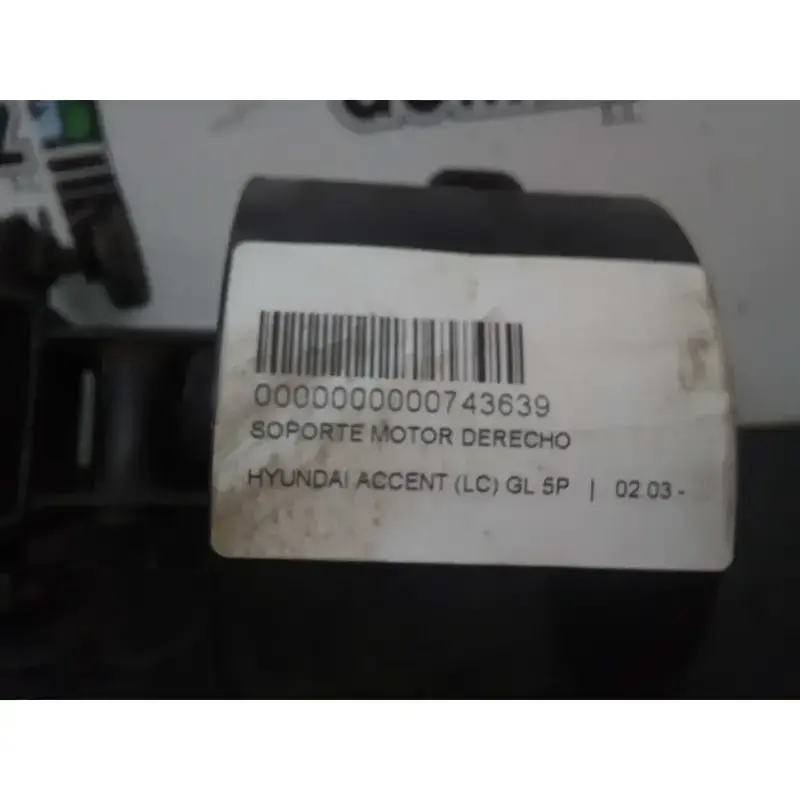 0000000000743639
SOPORTE MOTOR DERECHO
HYUNDAI ACCENT (LC) GL 5P | 02.03 -